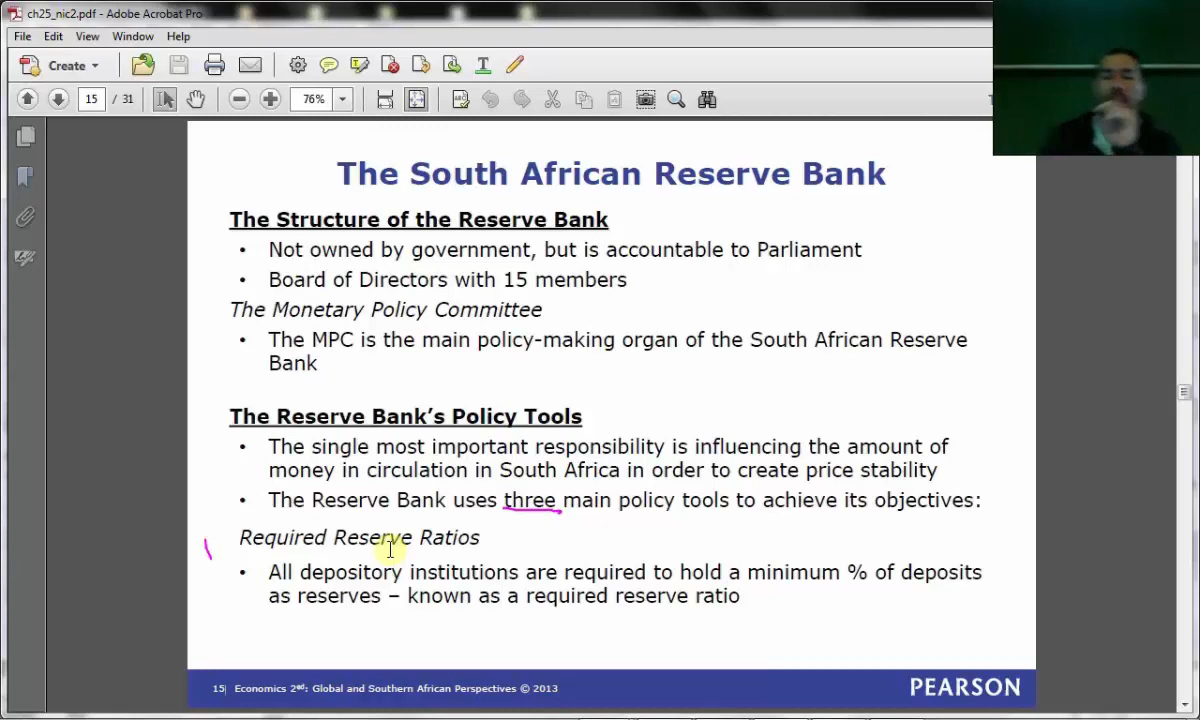 ch25_nic2.pdf - Adobe Acrobat Pro
File Edit View Window Help
Create
15 / 31 76%
The South African Reserve Bank
The Structure of the Reserve Bank
• Not owned by government, but is accountable to Parliament
• Board of Directors with 15 members
The Monetary Policy Committee
• The MPC is the main policy-making organ of the South African Reserve
Bank
The Reserve Bank’s Policy Tools
• The single most important responsibility is influencing the amount of
money in circulation in South Africa in order to create price stability
• The Reserve Bank uses three main policy tools to achieve its objectives:
Required Reserve Ratios
• All depository institutions are required to hold a minimum % of deposits
as reserves – known as a required reserve ratio
15| Economics 2ed: Global and Southern African Perspectives © 2013
PEARSON